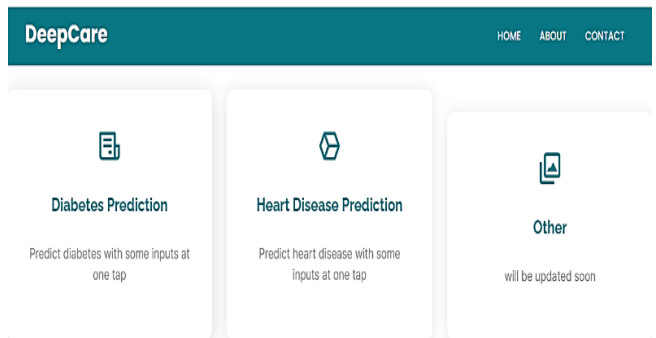 DeepCare
HOME ABOUT CONTACT
Diabetes Prediction
Predict diabetes with some inputs at
one tap
Heart Disease Prediction
Predict heart disease with some
inputs at one tap
Other
will be updated soon